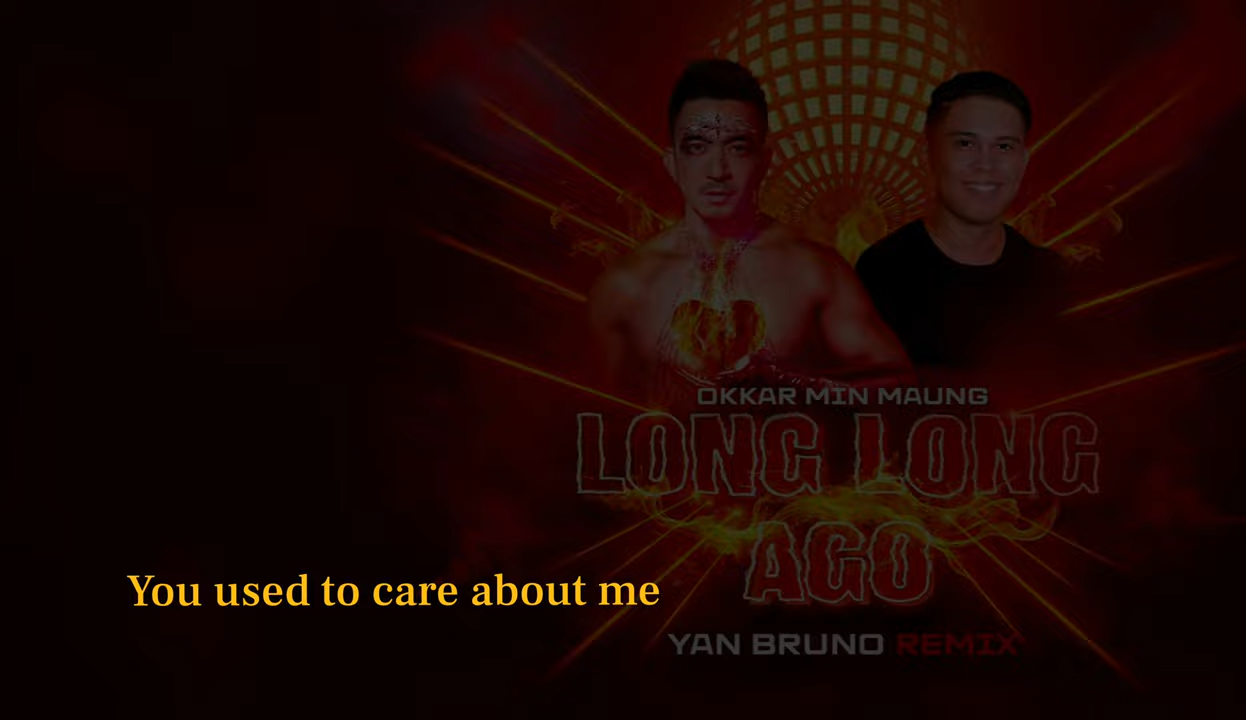 OKKAR MIN MAUNG
LONG LONG
AGO
You used to care about me
YAN BRUNO REMIX